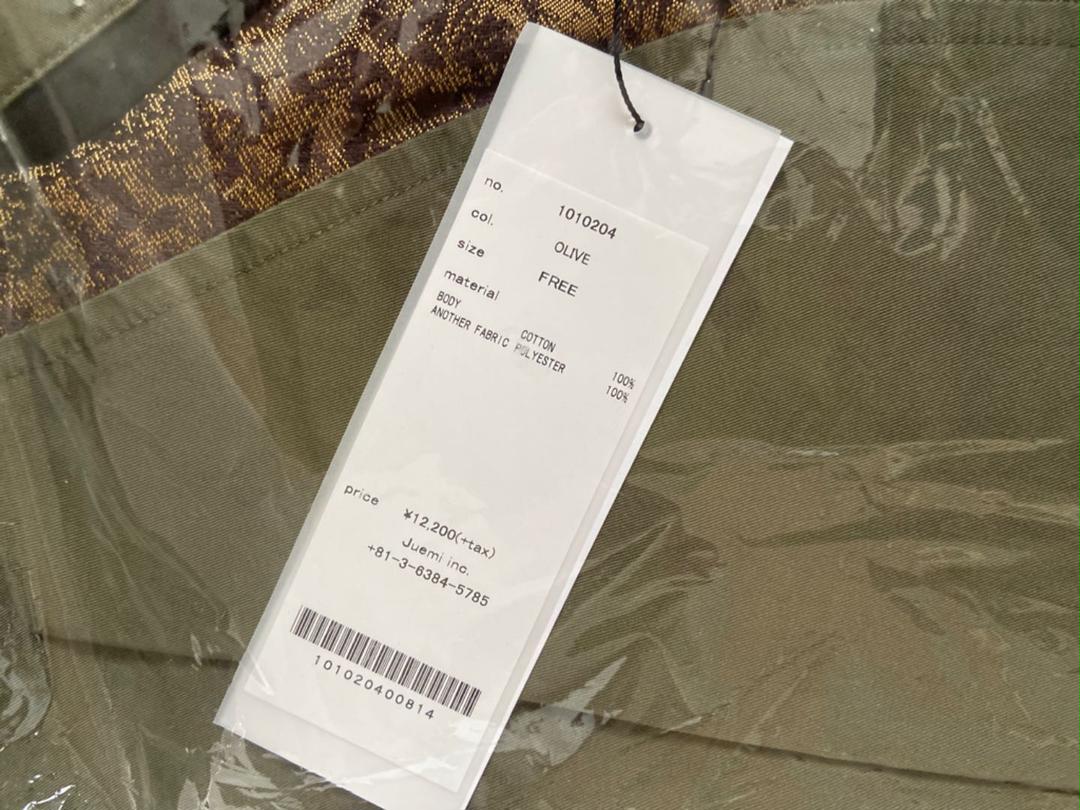 no. 1010204
col. OLIVE
size FREE
material
BODY COTTON 100%
ANOTHER FABRIC POLYESTER 100%
price ¥12,200(+tax)
Juemi inc.
+81-3-6384-5785
101020400814